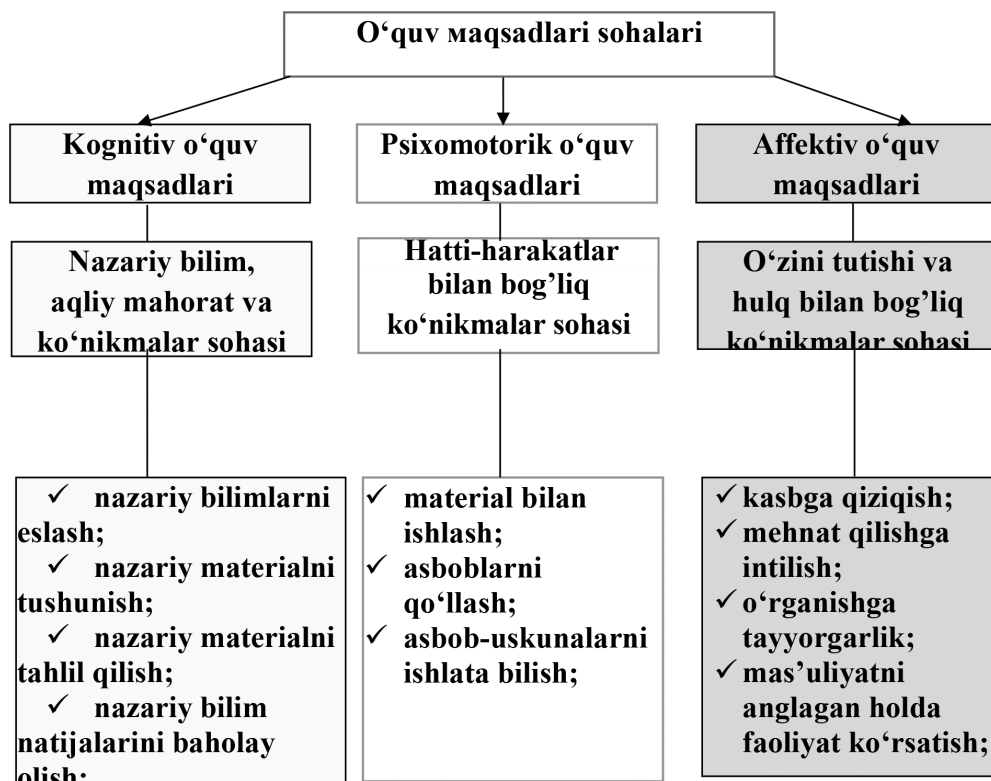 O‘quv maqsadlari sohalari
Kognitiv o‘quv
maqsadlari
Psixomotorik o‘quv
maqsadlari
Affektiv o‘quv
maqsadlari
Nazariy bilim,
aqliy mahorat va
ko‘nikmalar sohasi
Hatti-harakatlar
bilan bog’liq
ko‘nikmalar sohasi
O‘zini tutishi va
hulq bilan bog’liq
ko‘nikmalar sohasi
✓ nazariy bilimlarni
eslash;
✓ nazariy materialni
tushunish;
✓ nazariy materialni
tahlil qilish;
✓ nazariy bilim
natijalarini baholay
olish;
✓ material bilan
ishlash;
✓ asboblarni
qo‘llash;
✓ asbob-uskunalarni
ishlata bilish;
✓ kasbga qiziqish;
✓ mehnat qilishga
intilish;
✓ o‘rganishga
tayyorgarlik;
✓ mas’uliyatni
anglagan holda
faoliyat ko‘rsatish;